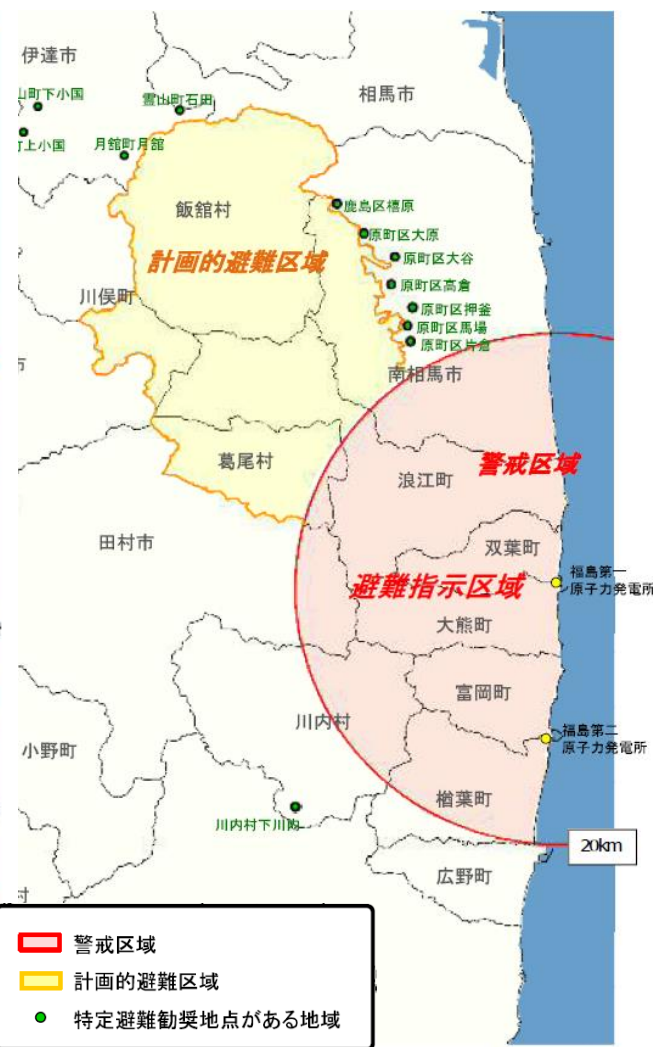 伊達市
相馬市
山町下小国
霊山町石田
町上小国
月舘町月舘
飯舘村
鹿島区橲原
計画的避難区域
原町区大原
原町区大谷
原町区高倉
川俣町
原町区押釜
原町区馬場
原町区片倉
市
南相馬市
葛尾村
警戒区域
浪江町
田村市
双葉町
福島第一
原子力発電所
避難指示区域
大熊町
富岡町
川内村
福島第二
原子力発電所
小野町
楢葉町
川内村下川内
20km
広野町
村
警戒区域
計画的避難区域
特定避難勧奨地点がある地域